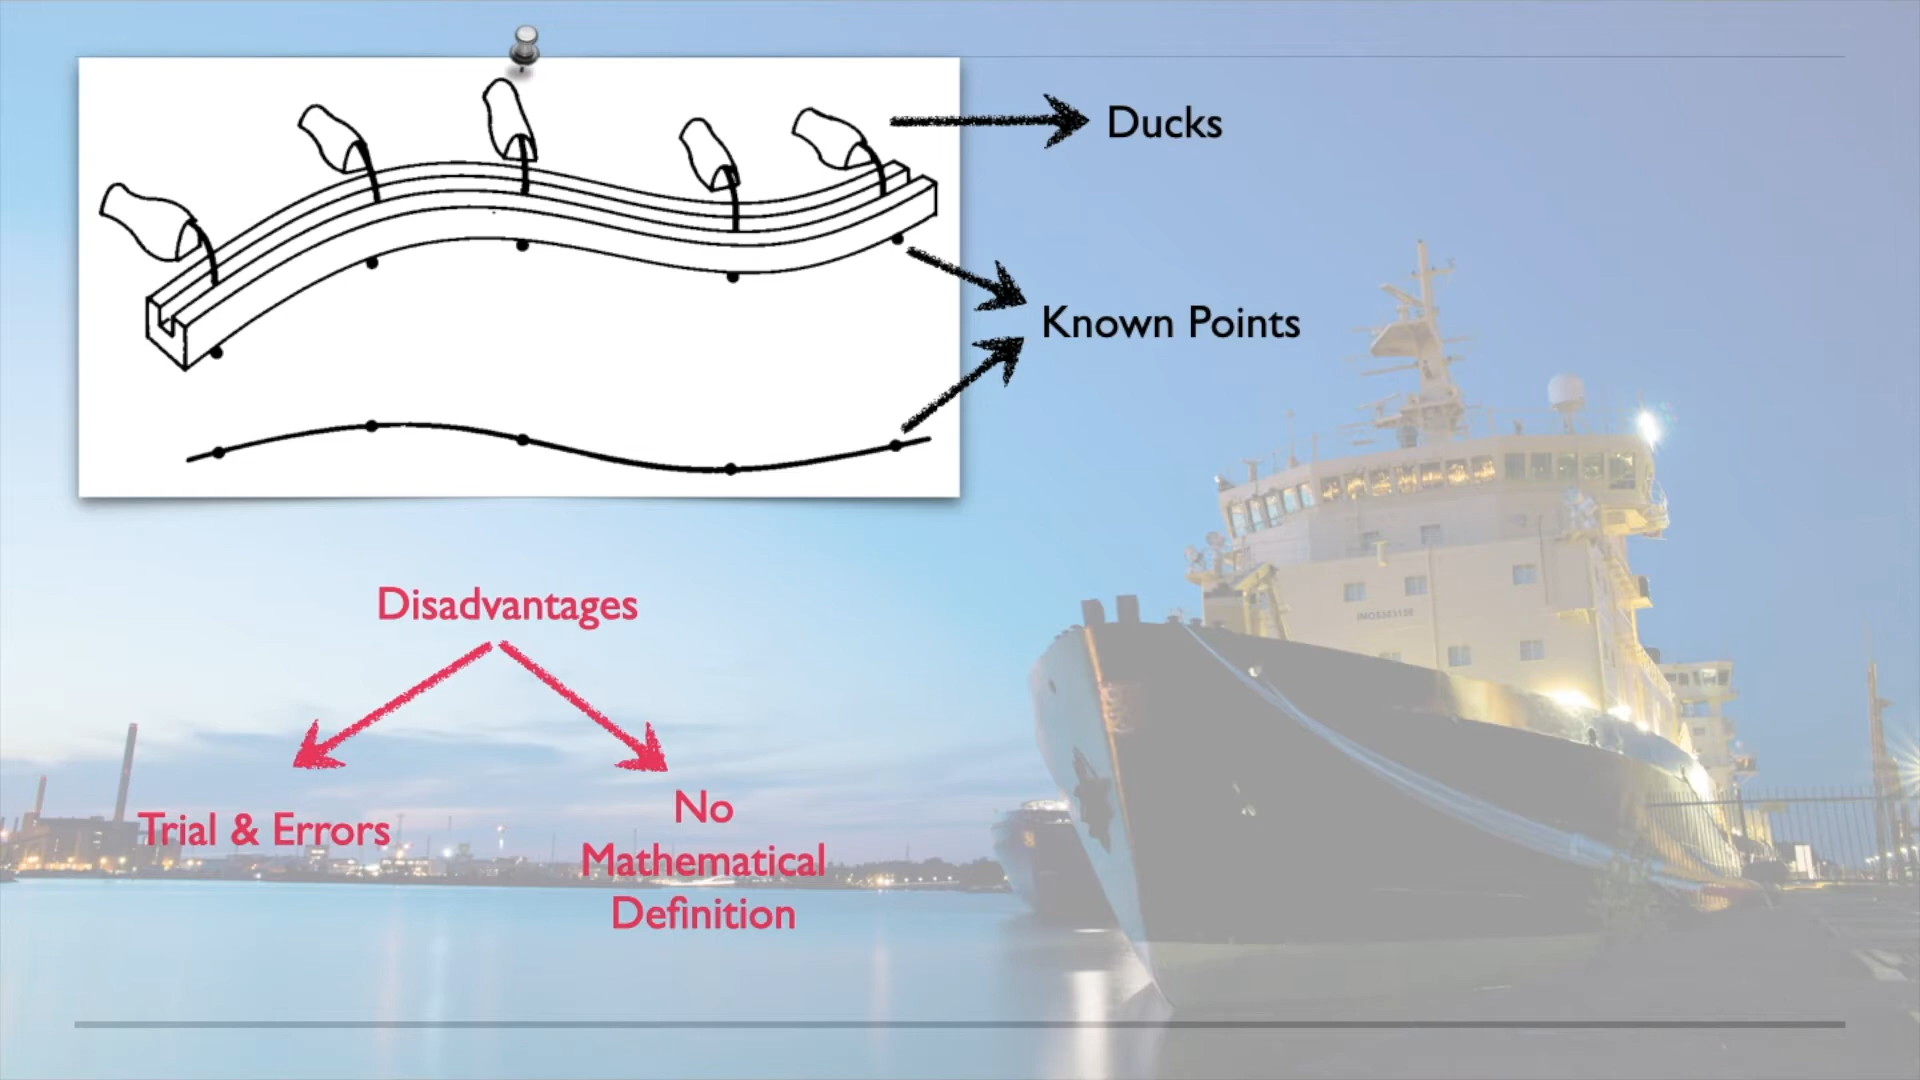 Ducks
Known Points
Disadvantages
Trial & Errors
No
Mathematical
Definition